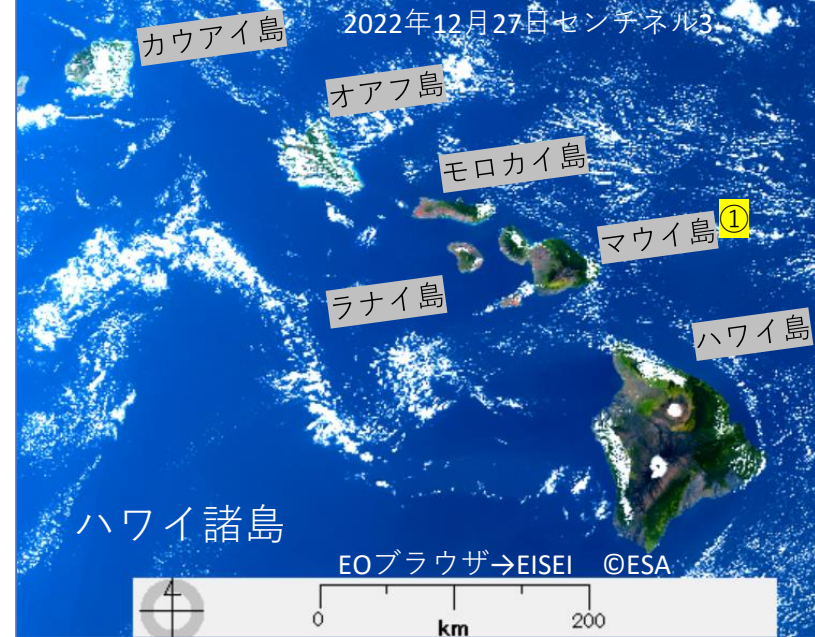 2022年12月27日センチネル3
カウアイ島
オアフ島
モロカイ島
マウイ島①
ラナイ島
ハワイ島
ハワイ諸島
EOブラウザ→EISEI ©ESA
4
0
200
km